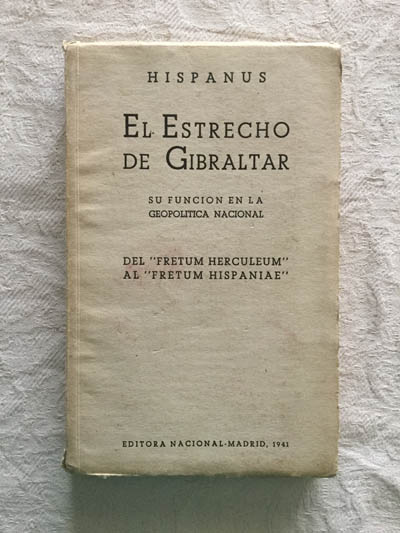 HISPANUS
EL ESTRECHO
DE GIBRALTAR
SU FUNCION EN LA
GEOPOLITICA NACIONAL
DEL "FRETUM HERCULEUM"
AL "FRETUM HISPANIAE"
EDITORA NACIONAL-MADRID, 1941